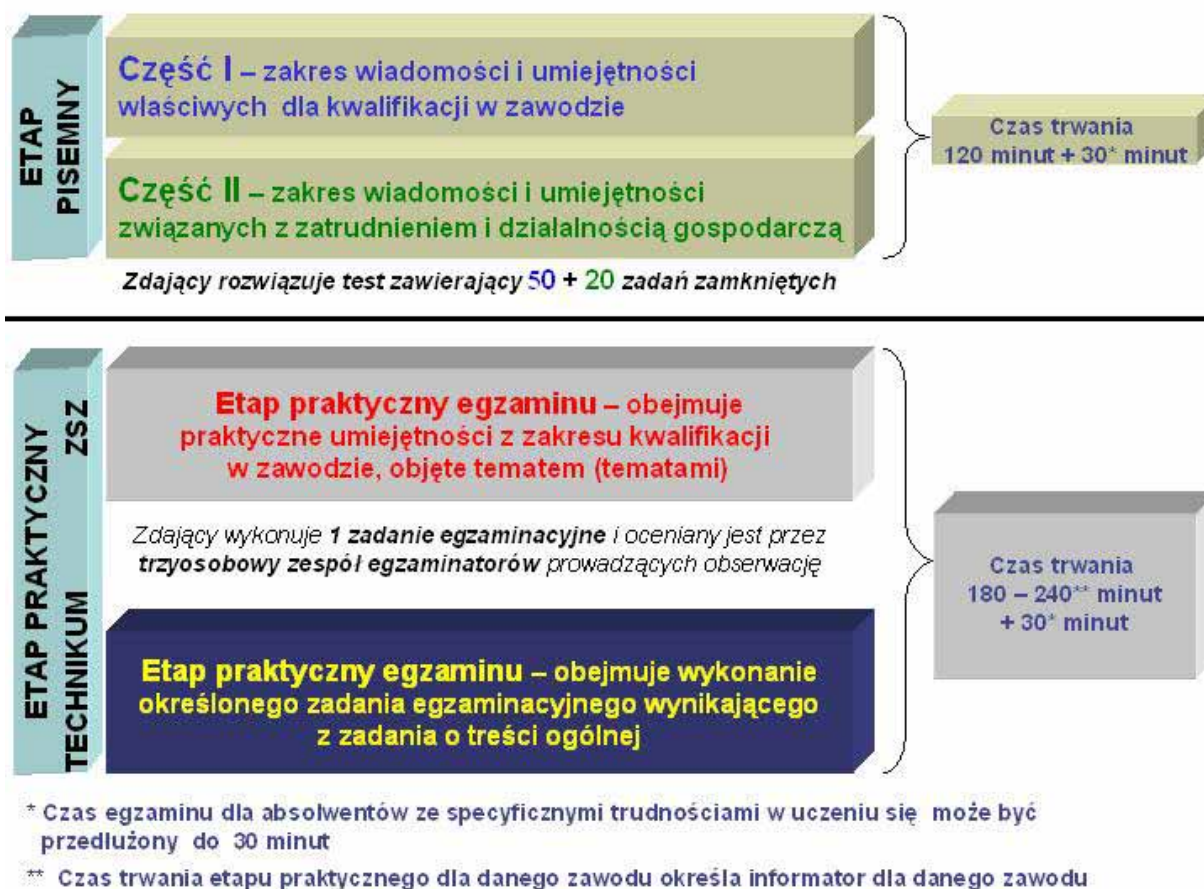 ETAP
PISEMNY
Część I – zakres wiadomości i umiejętności
właściwych dla kwalifikacji w zawodzie
Część II – zakres wiadomości i umiejętności
związanych z zatrudnieniem i działalnością gospodarczą
Czas trwania
120 minut + 30* minut
Zdający rozwiązuje test zawierający 50 + 20 zadań zamkniętych
ETAP PRAKTYCZNY
TECHNIKUM ZSZ
Etap praktyczny egzaminu – obejmuje
praktyczne umiejętności z zakresu kwalifikacji
w zawodzie, objęte tematem (tematami)
Zdający wykonuje 1 zadanie egzaminacyjne i oceniany jest przez
trzyosobowy zespół egzaminatorów prowadzących obserwację
Etap praktyczny egzaminu – obejmuje wykonanie
określonego zadania egzaminacyjnego wynikającego
z zadania o treści ogólnej
Czas trwania
180 – 240** minut
+ 30* minut
* Czas egzaminu dla absolwentów ze specyficznymi trudnościami w uczeniu się może być
przedłużony do 30 minut
** Czas trwania etapu praktycznego dla danego zawodu określa informator dla danego zawodu